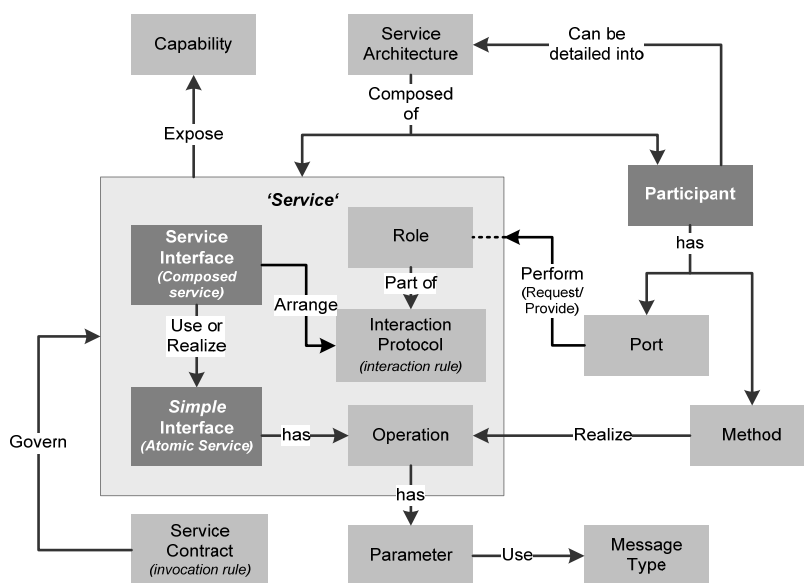 Capability
Service
Architecture
Can be
detailed into
Composed
of
Expose
'Service'
Participant
Service
Interface
(Composed
service)
Role
has
Perform
(Request/
Provide)
Part of
Arrange
Use or
Realize
Interaction
Protocol
(interaction rule)
Port
Simple
Interface
(Atomic Service)
has
Operation
Realize
Method
Govern
has
Service
Contract
(invocation rule)
Parameter
Use
Message
Type